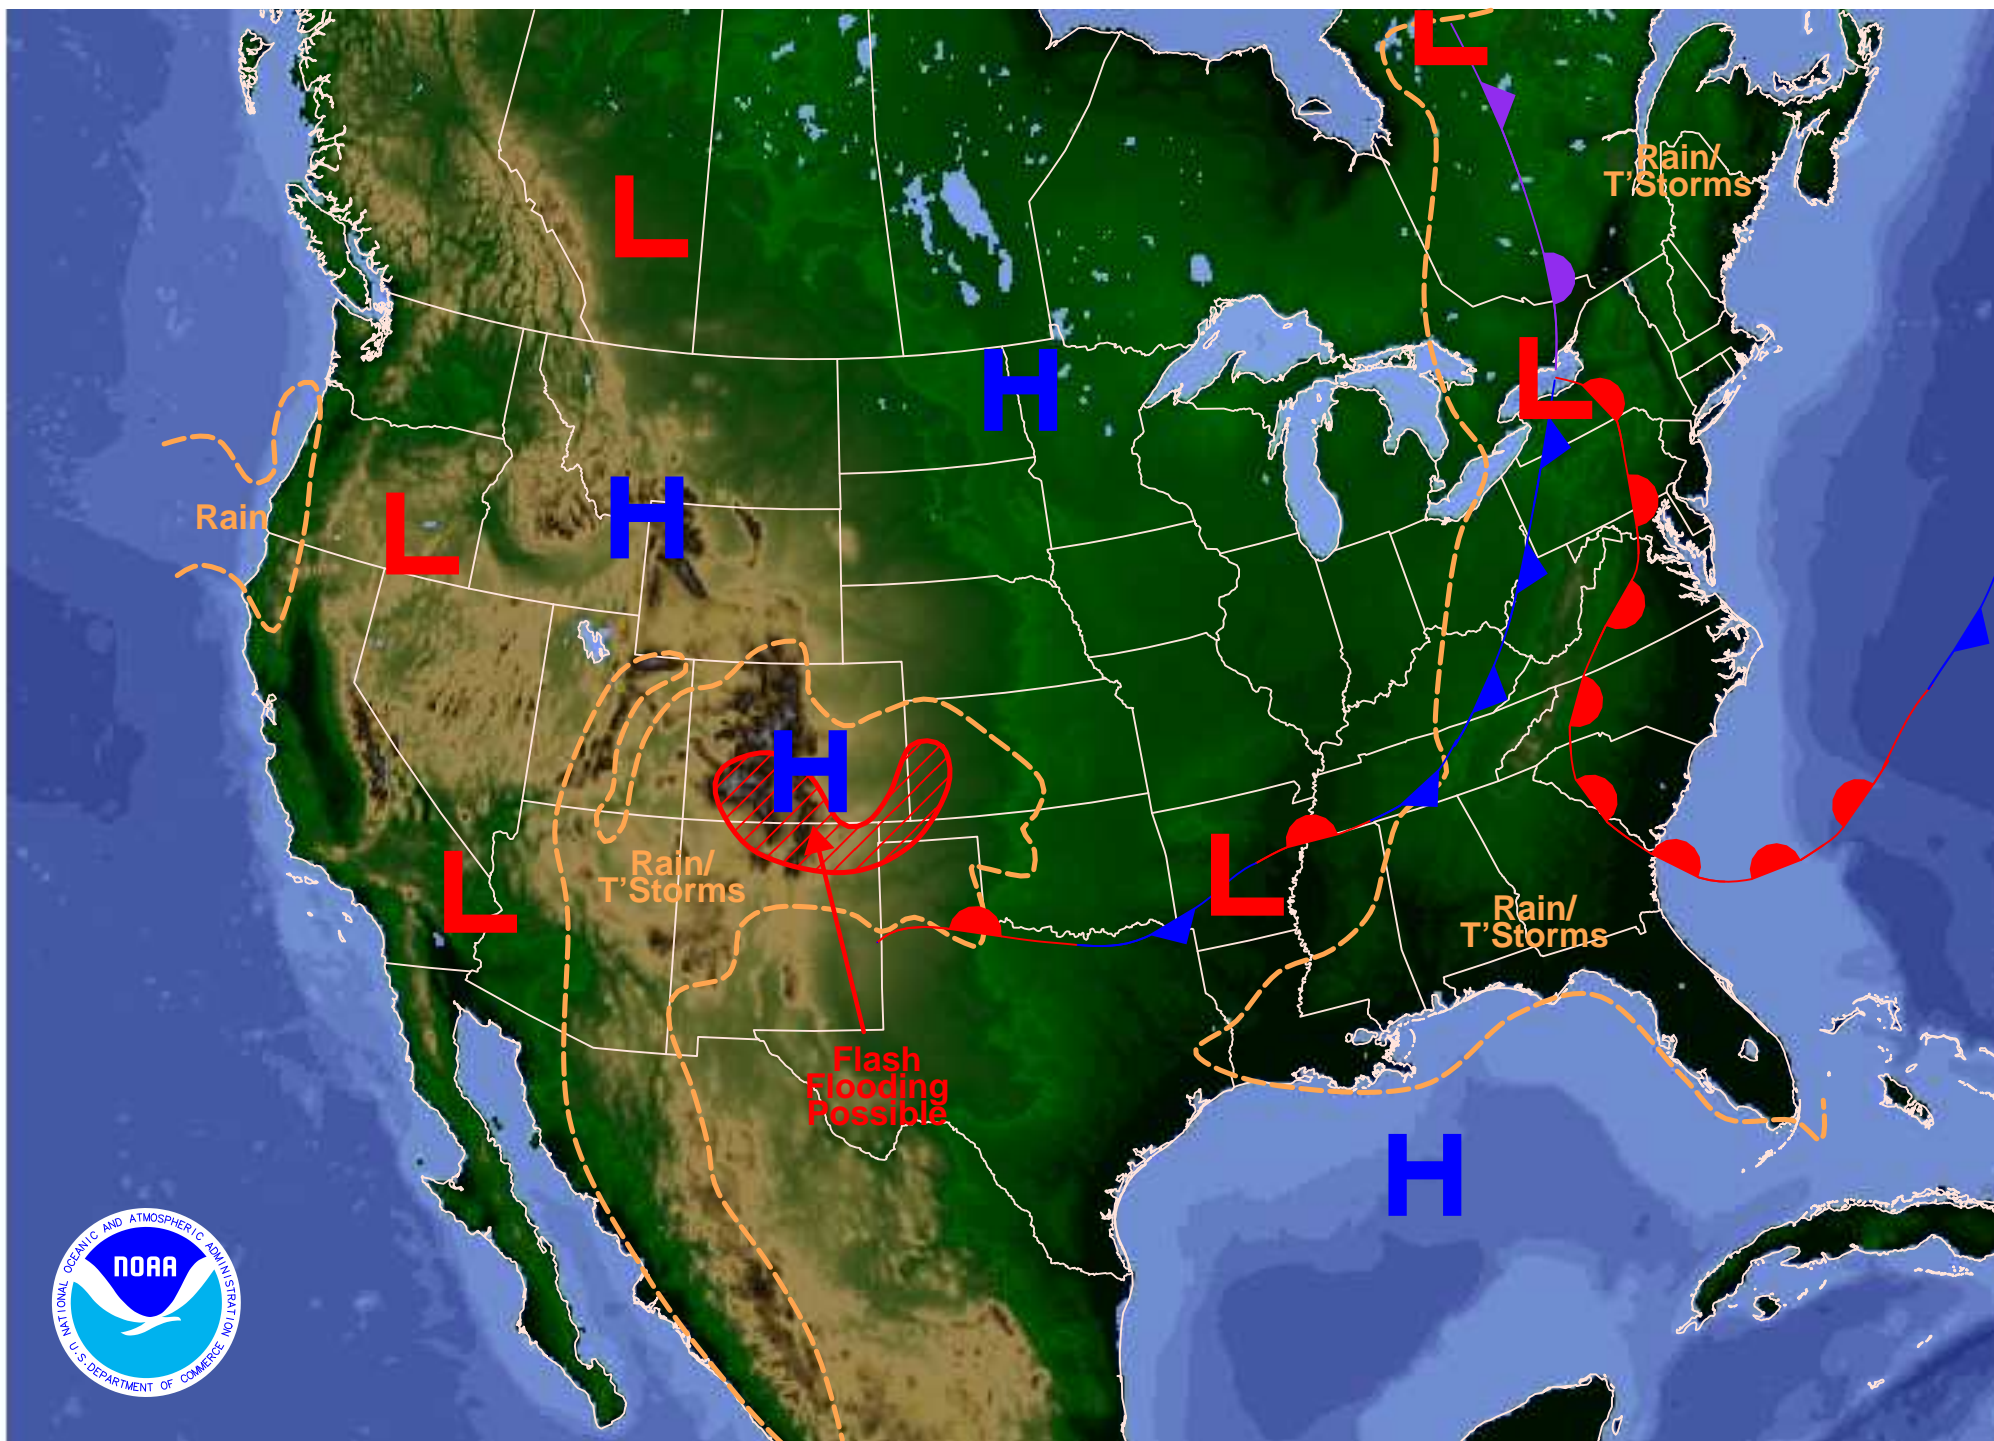 L
Rain/
T'Storms
L
L
H
H
Rain
L
H
L
Rain/
T'Storms
L
L
Rain/
T'Storms
Flash
Flooding
Possible
H
NATIONAL OCEANIC AND ATMOSPHERIC ADMINISTRATION
NOAA
U.S. DEPARTMENT OF COMMERCE